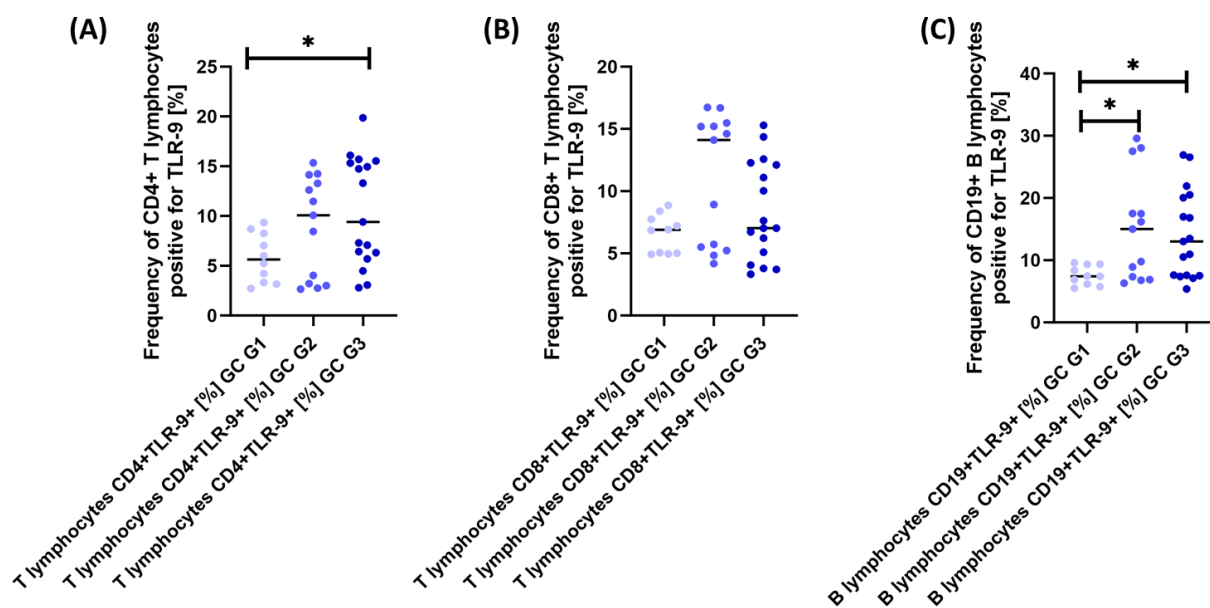 (A)
*
Frequency of CD4+ T lymphocytes
positive for TLR-9 [%]
25
20
15
10
5
0
T lymphocytes CD4+TLR-9+ [%] GC G1
T lymphocytes CD4+TLR-9+ [%] GC G2
T lymphocytes CD4+TLR-9+ [%] GC G3
(B)
Frequency of CD8+ T lymphocytes
positive for TLR-9 [%]
20
15
10
5
0
T lymphocytes CD8+TLR-9+ [%] GC G1
T lymphocytes CD8+TLR-9+ [%] GC G2
T lymphocytes CD8+TLR-9+ [%] GC G3
(C)
*
*
Frequency of CD19+ B lymphocytes
positive for TLR-9 [%]
40
30
20
10
0
B lymphocytes CD19+TLR-9+ [%] GC G1
B lymphocytes CD19+TLR-9+ [%] GC G2
B lymphocytes CD19+TLR-9+ [%] GC G3